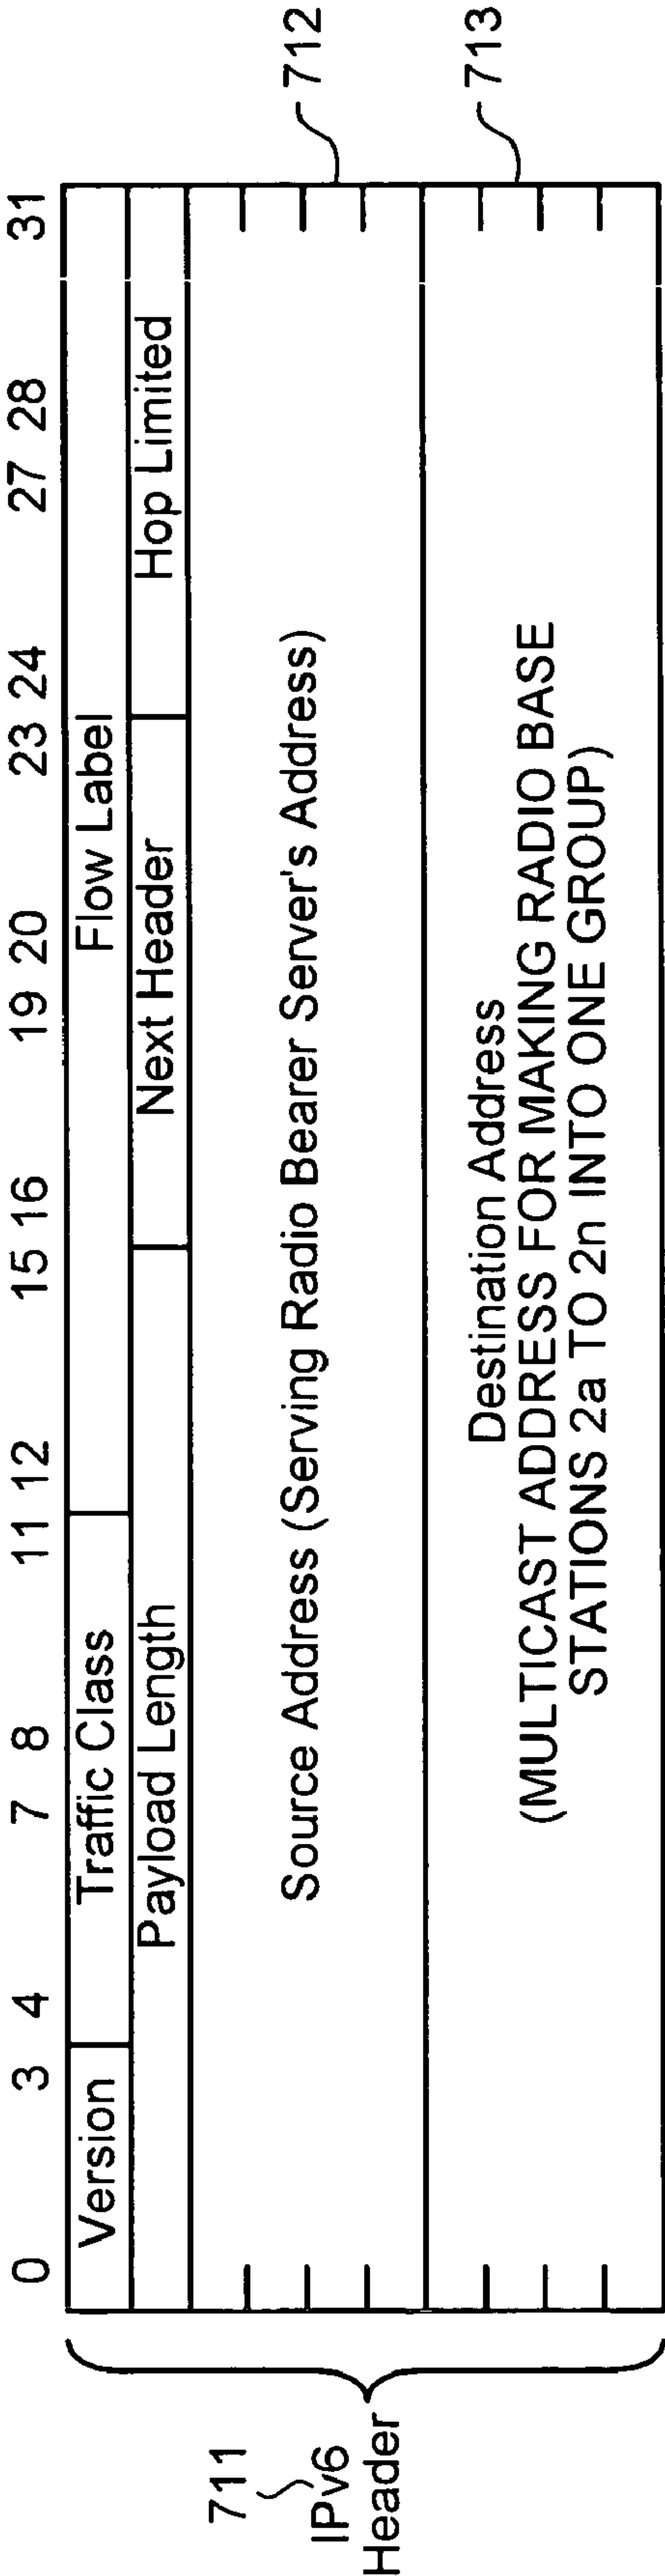 0 3 4 7 8 11 12 15 16 19 20 23 24 27 28 31
Version Traffic Class Flow Label
Payload Length Next Header Hop Limited
711
IPv6
Header
Source Address (Serving Radio Bearer Server's Address)
712
Destination Address
(MULTICAST ADDRESS FOR MAKING RADIO BASE
STATIONS 2a TO 2n INTO ONE GROUP)
713